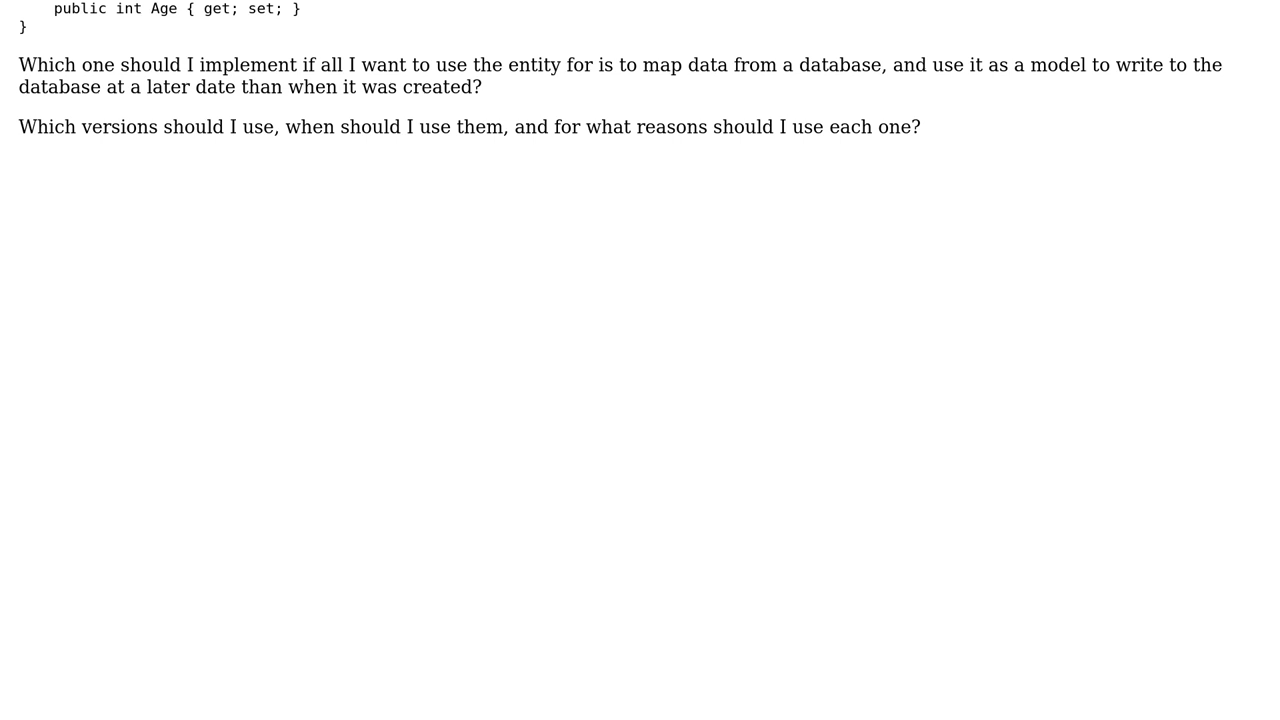 public int Age { get; set; }
}
Which one should I implement if all I want to use the entity for is to map data from a database, and use it as a model to write to the
database at a later date than when it was created?
Which versions should I use, when should I use them, and for what reasons should I use each one?